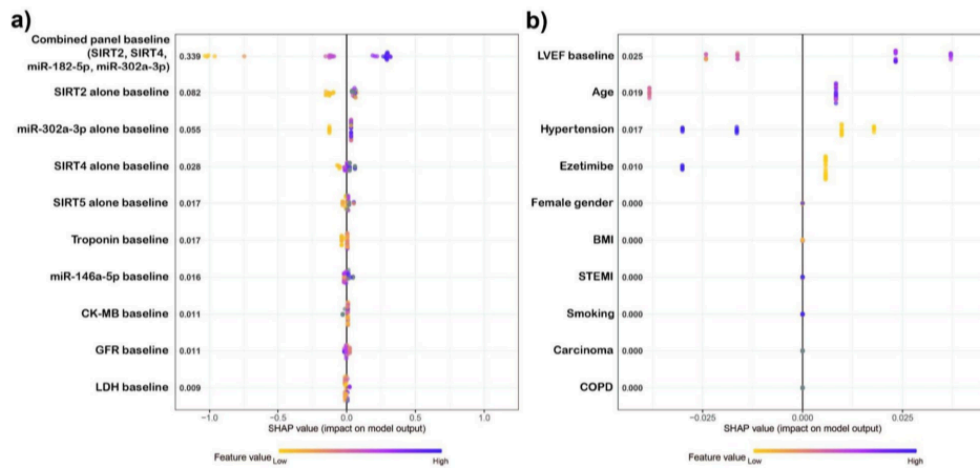 a)
Combined panel baseline
(SIRT2, SIRT4,
miR-182-5p, miR-302a-3p)
0.339
SIRT2 alone baseline 0.082
miR-302a-3p alone baseline 0.055
SIRT4 alone baseline 0.028
SIRT5 alone baseline 0.017
Troponin baseline 0.017
miR-146a-5p baseline 0.016
CK-MB baseline 0.011
GFR baseline 0.011
LDH baseline 0.009
−1.0 −0.5 0.0 0.5 1.0
SHAP value (impact on model output)
Feature value Low High
b)
LVEF baseline 0.025
Age 0.019
Hypertension 0.017
Ezetimibe 0.010
Female gender 0.000
BMI 0.000
STEMI 0.000
Smoking 0.000
Carcinoma 0.000
COPD 0.000
−0.025 0.000 0.025
SHAP value (impact on model output)
Feature value Low High